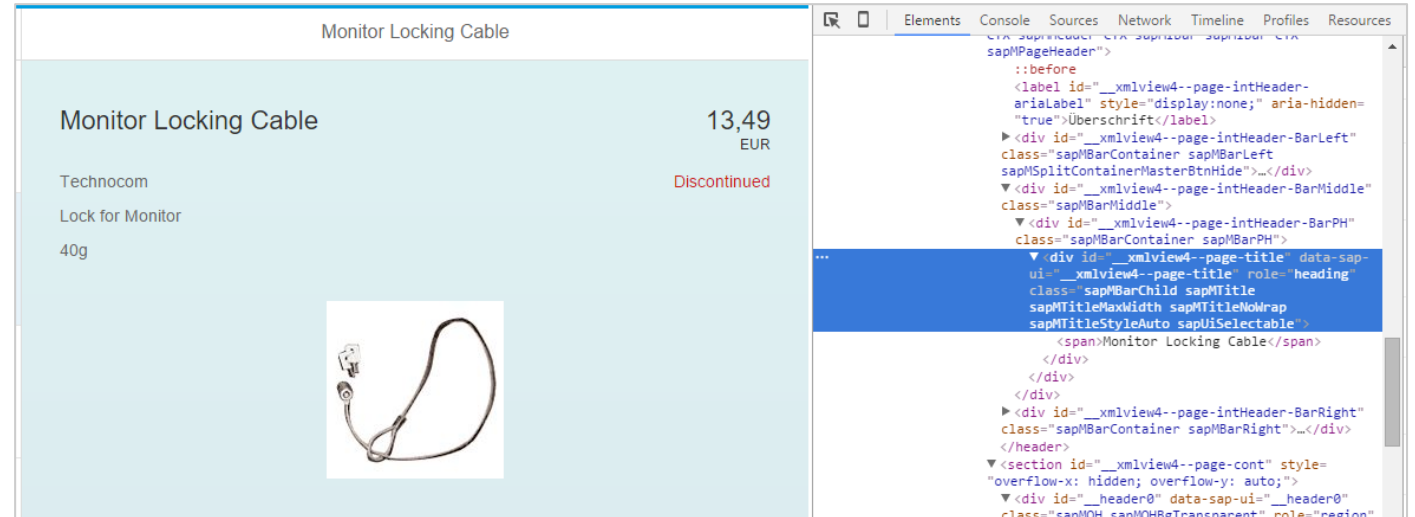 Monitor Locking Cable
Monitor Locking Cable
13,49
EUR
Technocom
Discontinued
Lock for Monitor
40g
Elements Console Sources Network Timeline Profiles Resources
sapMPageHeader">
::before
<label id="__xmlview4--page-intHeader-
ariaLabel" style="display:none;" aria-hidden=
"true">Überschrift</label>
▶<div id="__xmlview4--page-intHeader-BarLeft"
class="sapMBarContainer sapMBarLeft
sapMSplitContainerMasterBtnHide">…</div>
▼<div id="__xmlview4--page-intHeader-BarMiddle"
class="sapMBarMiddle">
▼<div id="__xmlview4--page-intHeader-BarPH"
class="sapMBarContainer sapMBarPH">
▼<div id="__xmlview4--page-title" data-sap-
ui="__xmlview4--page-title" role="heading"
class="sapMBarChild sapMTitle
sapMTitleMaxWidth sapMTitleNoWrap
sapMTitleStyleAuto sapUiSelectable">
<span>Monitor Locking Cable</span>
</div>
</div>
</div>
▶<div id="__xmlview4--page-intHeader-BarRight"
class="sapMBarContainer sapMBarRight">…</div>
</header>
▼<section id="__xmlview4--page-cont" style=
"overflow-x: hidden; overflow-y: auto;">
▼<div id="__header0" data-sap-ui="__header0"
class="sapMOH sapMOHBgTransparent" role="region"